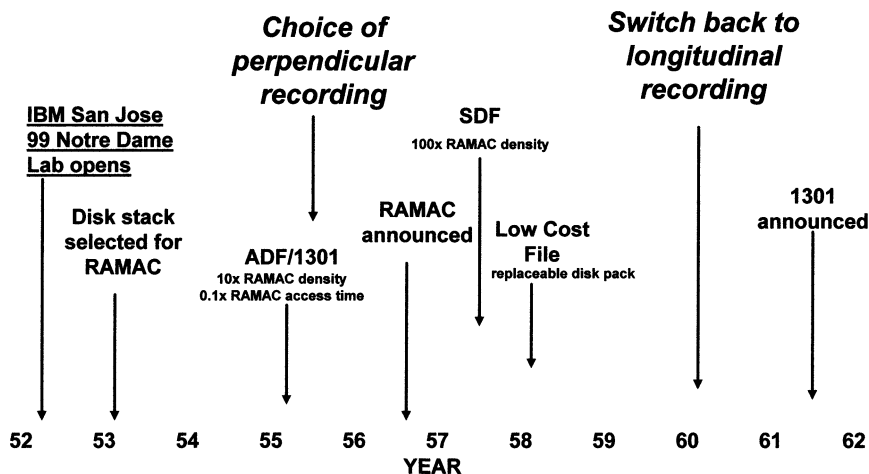 Choice of
perpendicular
recording
Switch back to
longitudinal
recording
IBM San Jose
99 Notre Dame
Lab opens
SDF
100x RAMAC density
Disk stack
selected for
RAMAC
ADF/1301
10x RAMAC density
0.1x RAMAC access time
RAMAC
announced
Low Cost
File
replaceable disk pack
1301
announced
52 53 54 55 56 57 58 59 60 61 62
YEAR